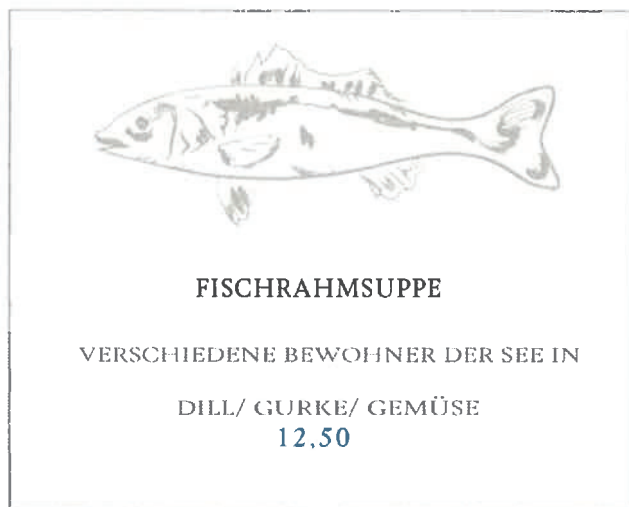 FISCHRAHMSUPPE
VERSCHIEDENE BEWOHNER DER SEE IN
DILL/ GURKE/ GEMÜSE
12,50